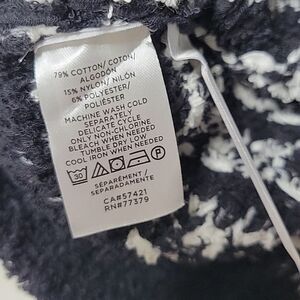 79% COTTON/ COTON/
ALGODÓN
15% NYLON/ NILÓN
6% POLYESTER/
POLIÉSTER
MACHINE WASH COLD
SEPARATELY
DELICATE CYCLE
ONLY NON-CHLORINE
BLEACH WHEN NEEDED
TUMBLE DRY LOW
COOL IRON WHEN NEEDED
30
SÉPARÉMENT /
SEPARADAMENTE
CA#57421
RN#77379